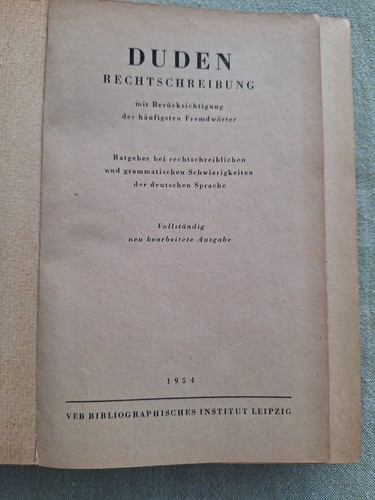 DUDEN
RECHTSCHREIBUNG
mit Berücksichtigung
der häufigsten Fremdwörter
Ratgeber bei rechtschreiblichen
und grammatischen Schwierigkeiten
der deutschen Sprache
Vollständig
neu bearbeitete Ausgabe
1954
VEB BIBLIOGRAPHISCHES INSTITUT LEIPZIG